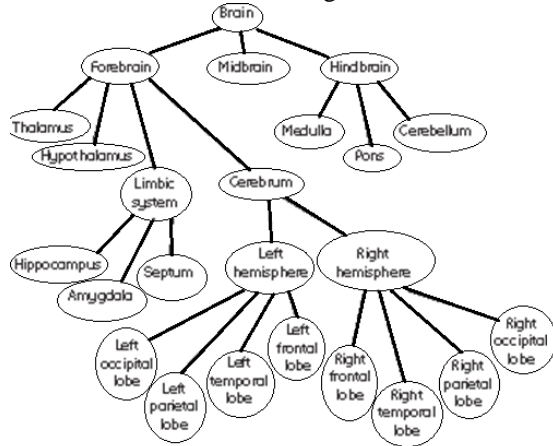 Brain
Forebrain
Midbrain
Hindbrain
Thalamus
Hypothalamus
Medulla
Pons
Cerebellum
Limbic
system
Cerebrum
Hippocampus
Amygdala
Septum
Left
hemisphere
Right
hemisphere
Left
occipital
lobe
Left
parietal
lobe
Left
temporal
lobe
Left
frontal
lobe
Right
frontal
lobe
Right
temporal
lobe
Right
parietal
lobe
Right
occipital
lobe